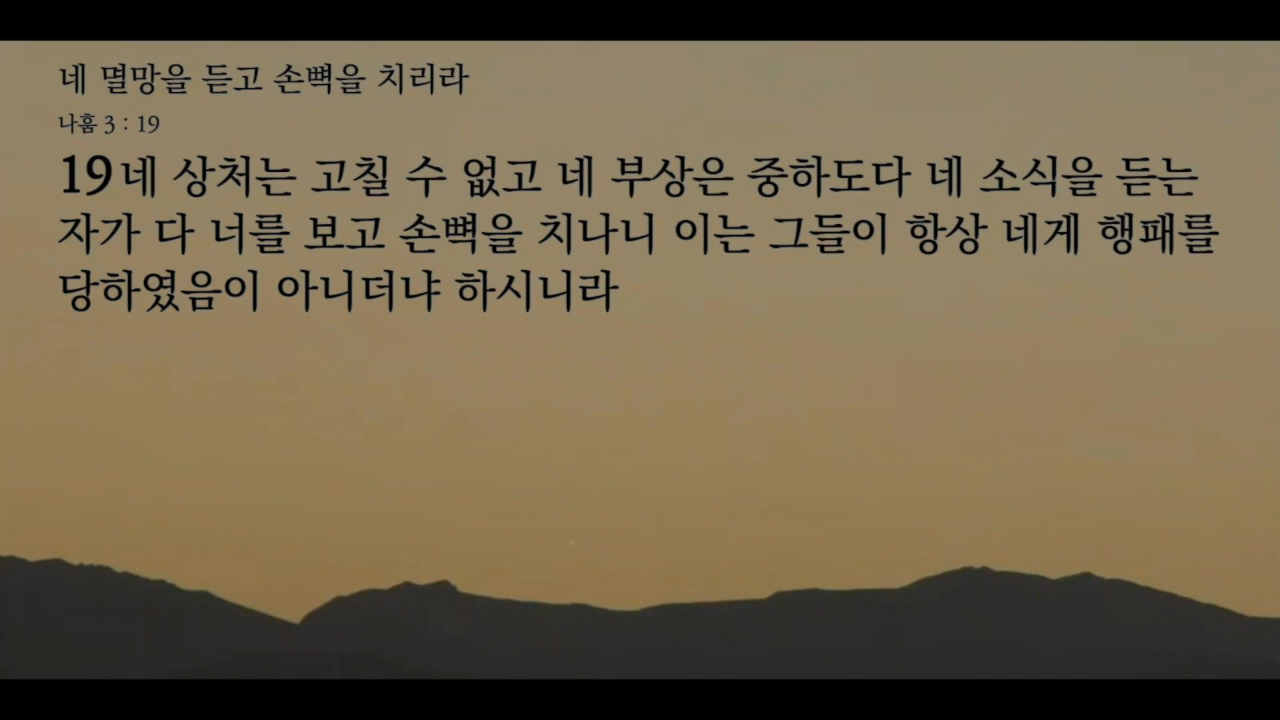 네 멸망을 듣고 손뼉을 치리라
나훔 3 : 19
19 네 상처는 고칠 수 없고 네 부상은 중하도다 네 소식을 듣는
자가 다 너를 보고 손뼉을 치나니 이는 그들이 항상 네게 행패를
당하였음이 아니더냐 하시니라